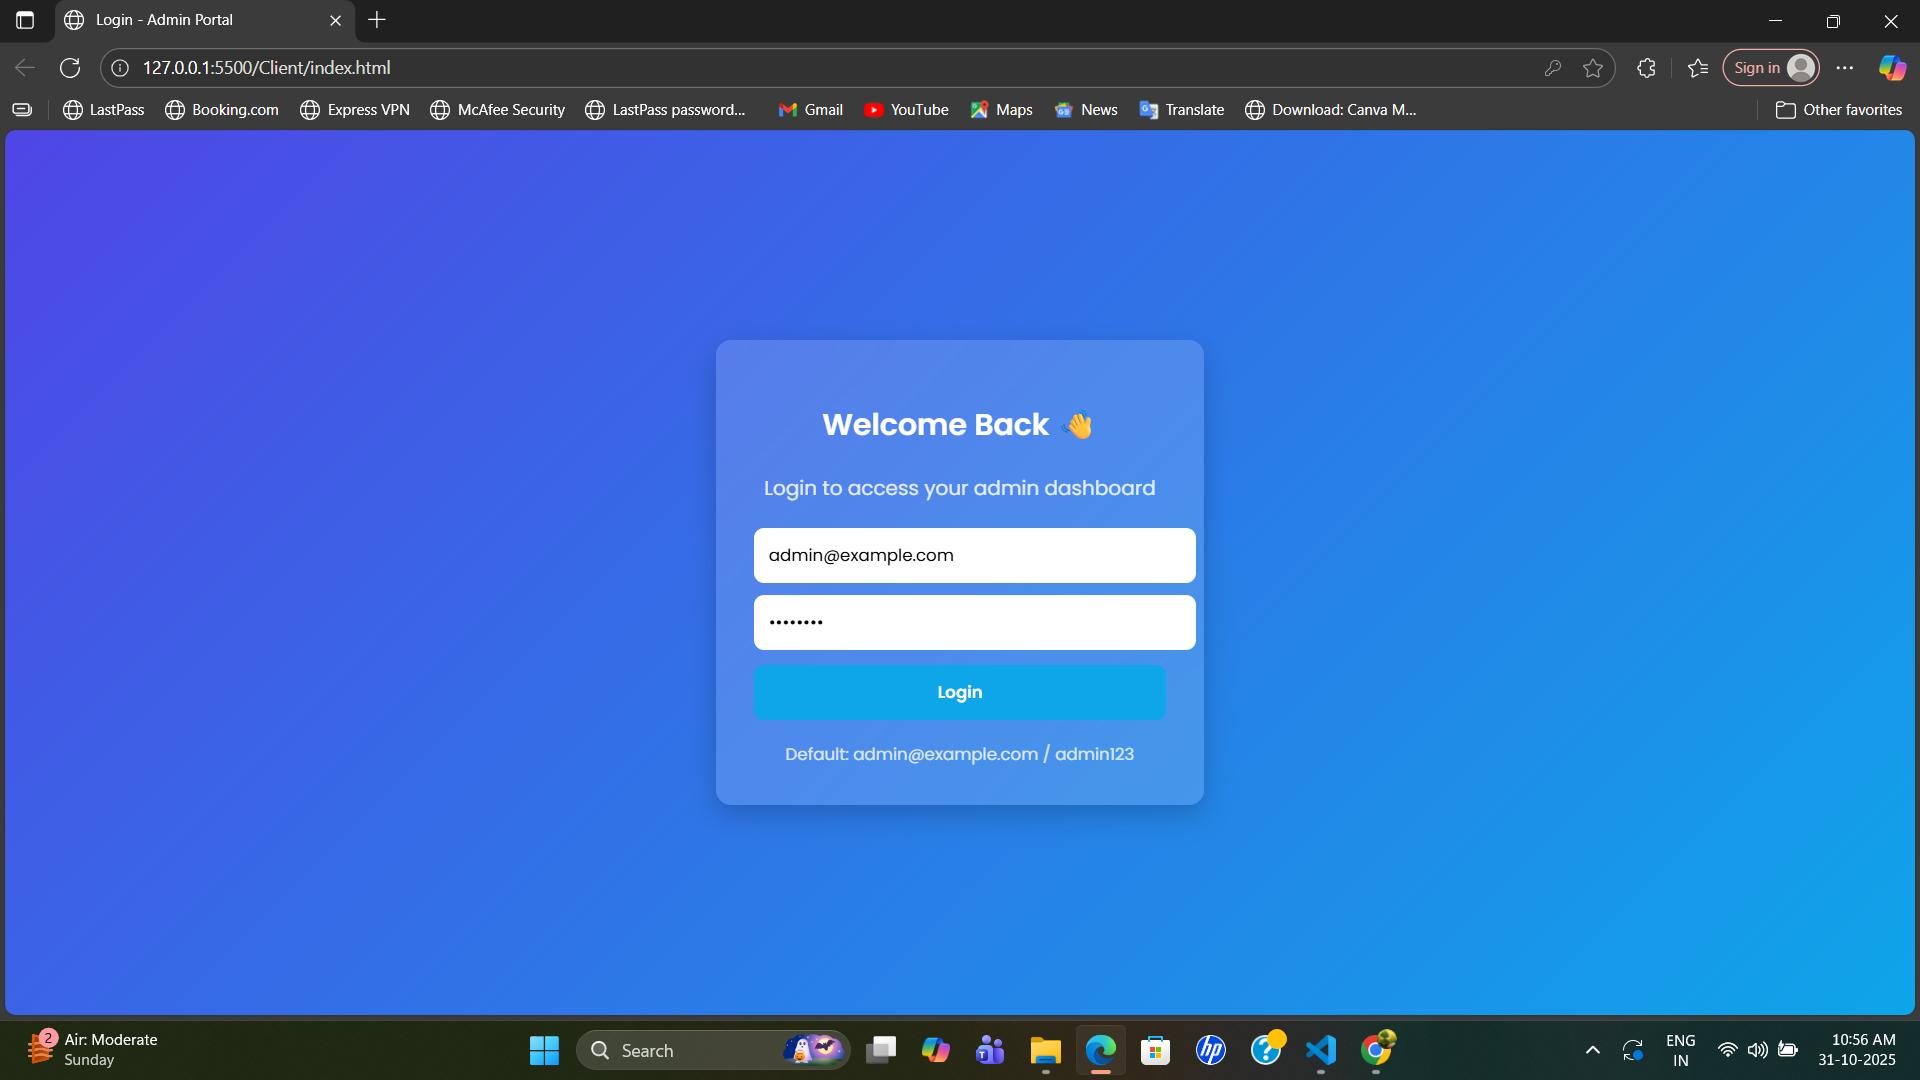 Login - Admin Portal
127.0.0.1:5500/Client/index.html
Sign in
LastPass
Booking.com
Express VPN
McAfee Security
LastPass password...
Gmail
YouTube
Maps
News
Translate
Download: Canva M...
Other favorites
Welcome Back 👋
Login to access your admin dashboard
admin@example.com
••••••••
Login
Default: admin@example.com / admin123
2
Air: Moderate
Sunday
Search
T
hp
?
ENG
IN
10:56 AM
31-10-2025